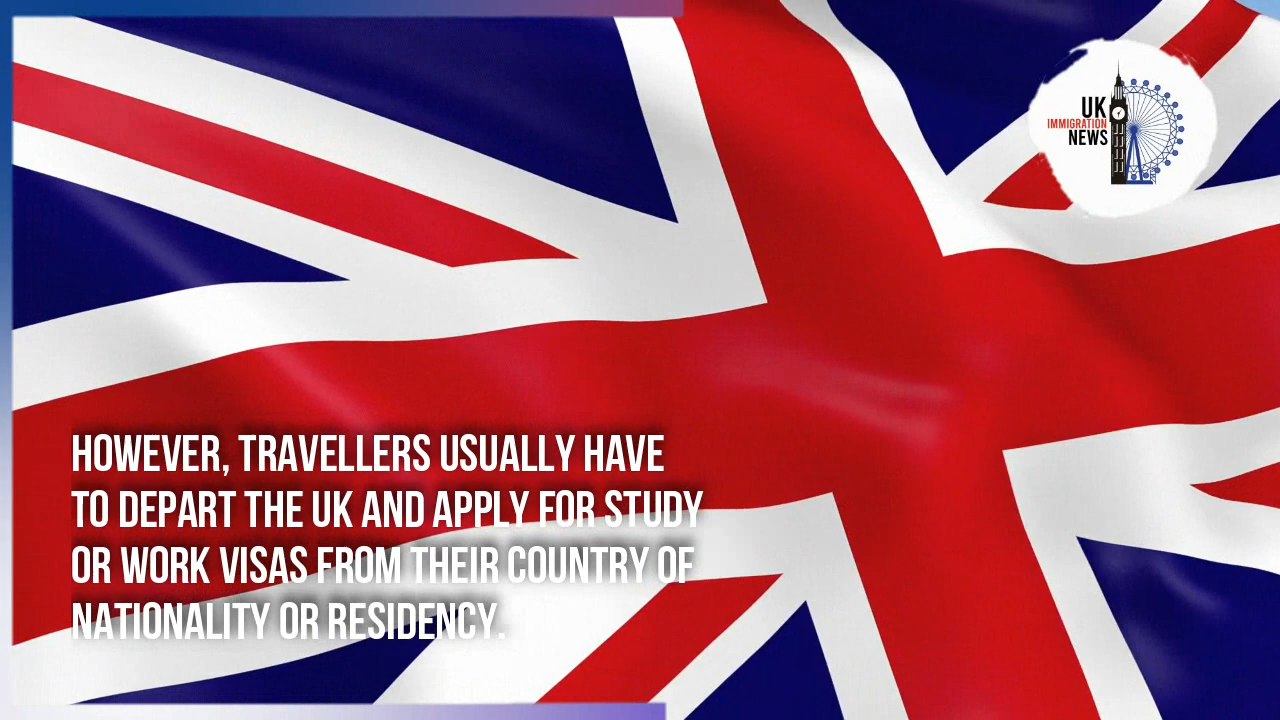 UK
IMMIGRATION
NEWS
HOWEVER, TRAVELLERS USUALLY HAVE
TO DEPART THE UK AND APPLY FOR STUDY
OR WORK VISAS FROM THEIR COUNTRY OF
NATIONALITY OR RESIDENCY.